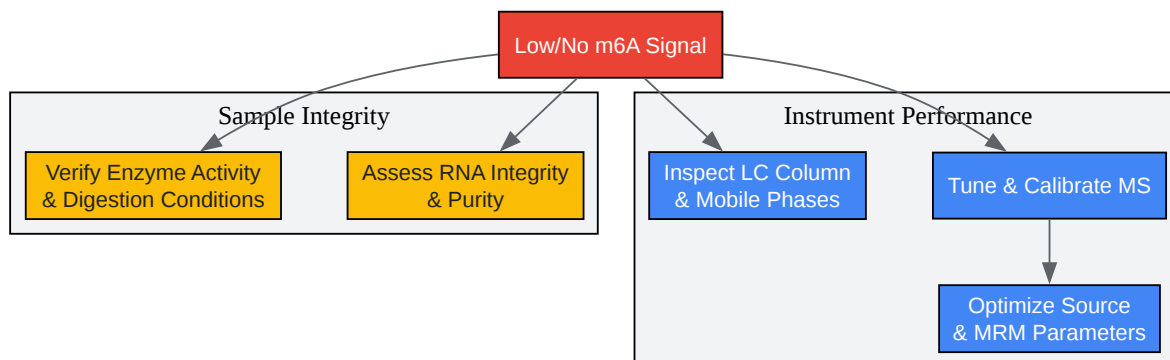 Low/No m6A Signal
Sample Integrity
Instrument Performance
Verify Enzyme Activity
& Digestion Conditions
Assess RNA Integrity
& Purity
Inspect LC Column
& Mobile Phases
Tune & Calibrate MS
Optimize Source
& MRM Parameters